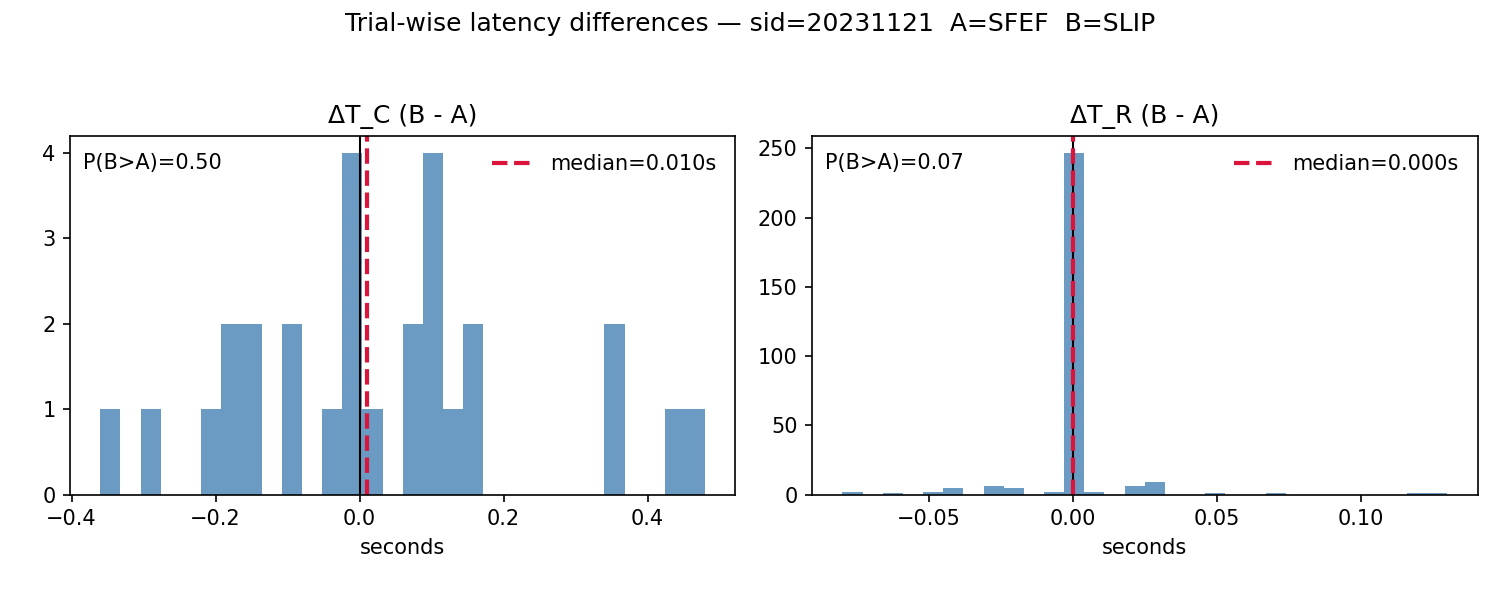 Trial-wise latency differences — sid=20231121  A=SFEF  B=SLIP
ΔT_C (B - A)
P(B>A)=0.50
median=0.010s
4
3
2
1
0
−0.4
−0.2
0.0
0.2
0.4
seconds
ΔT_R (B - A)
P(B>A)=0.07
median=0.000s
250
200
150
100
50
0
−0.05
0.00
0.05
0.10
seconds